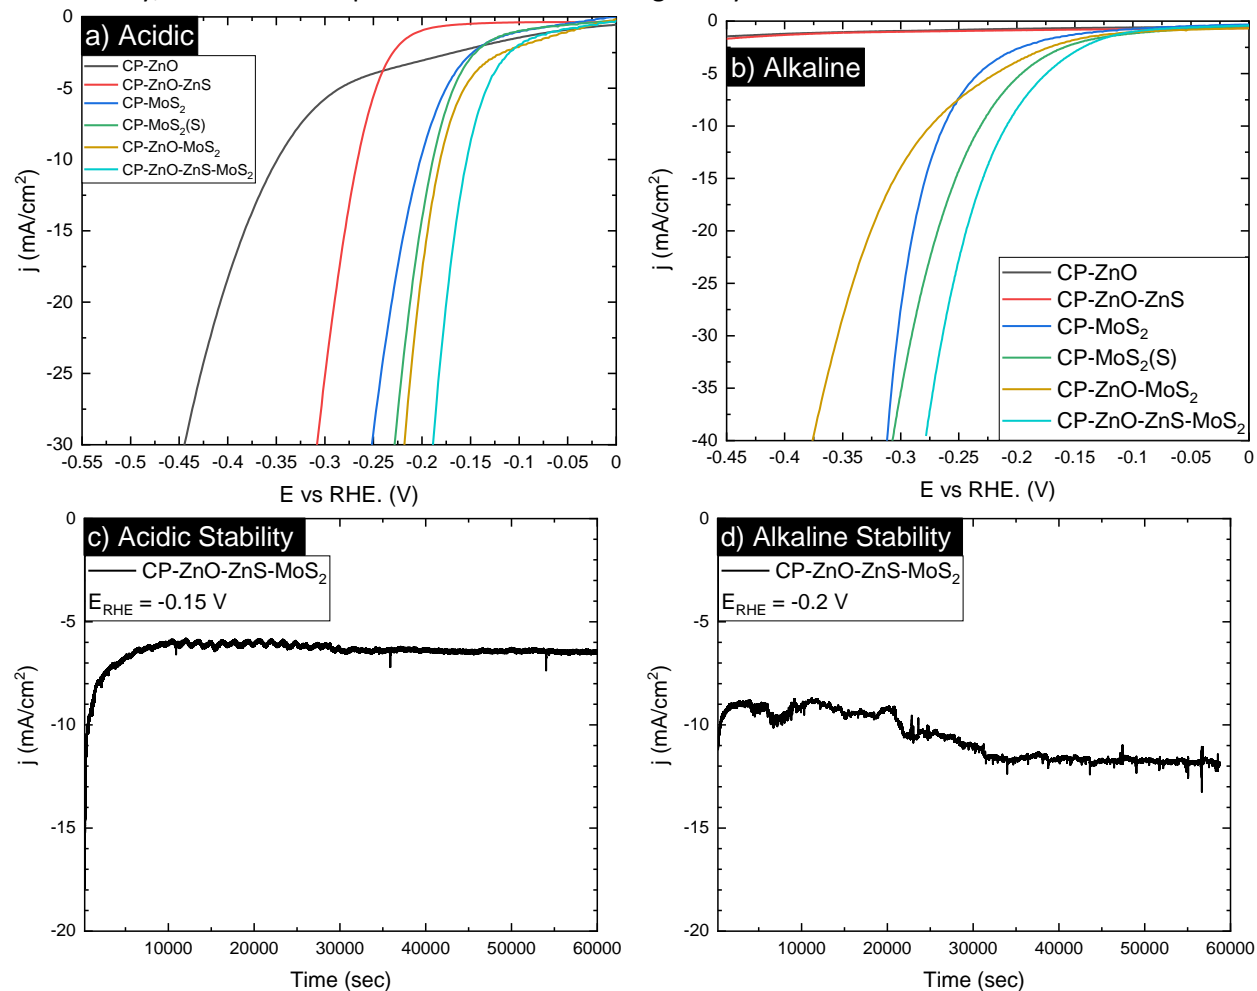 a) Acidic
CP-ZnO
CP-ZnO-ZnS
CP-MoS₂
CP-MoS₂(S)
CP-ZnO-MoS₂
CP-ZnO-ZnS-MoS₂
0
-5
-10
-15
-20
-25
-30
j (mA/cm²)
-0.55 -0.45 -0.4 -0.35 -0.3 -0.25 -0.2 -0.15 -0.1 -0.05 0
E vs RHE. (V)
b) Alkaline
CP-ZnO
CP-ZnO-ZnS
CP-MoS₂
CP-MoS₂(S)
CP-ZnO-MoS₂
CP-ZnO-ZnS-MoS₂
0
-5
-10
-15
-20
-25
-30
-35
-40
j (mA/cm²)
-0.45 -0.4 -0.35 -0.3 -0.25 -0.2 -0.15 -0.1 -0.05 0
E vs RHE. (V)
c) Acidic Stability
CP-ZnO-ZnS-MoS₂
E_RHE = -0.15 V
0
-5
-10
-15
-20
j (mA/cm²)
10000 20000 30000 40000 50000 60000
Time (sec)
d) Alkaline Stability
CP-ZnO-ZnS-MoS₂
E_RHE = -0.2 V
0
-5
-10
-15
-20
j (mA/cm²)
10000 20000 30000 40000 50000 60000
Time (sec)